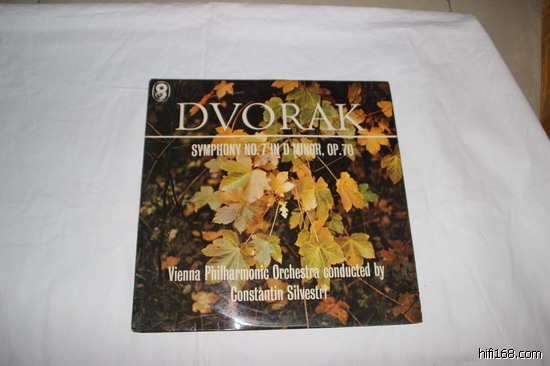 DVORAK
SYMPHONY NO. 7 IN D MINOR, OP. 70
Vienna Philharmonic Orchestra conducted by
Constantin Silvestri
hifi168.com